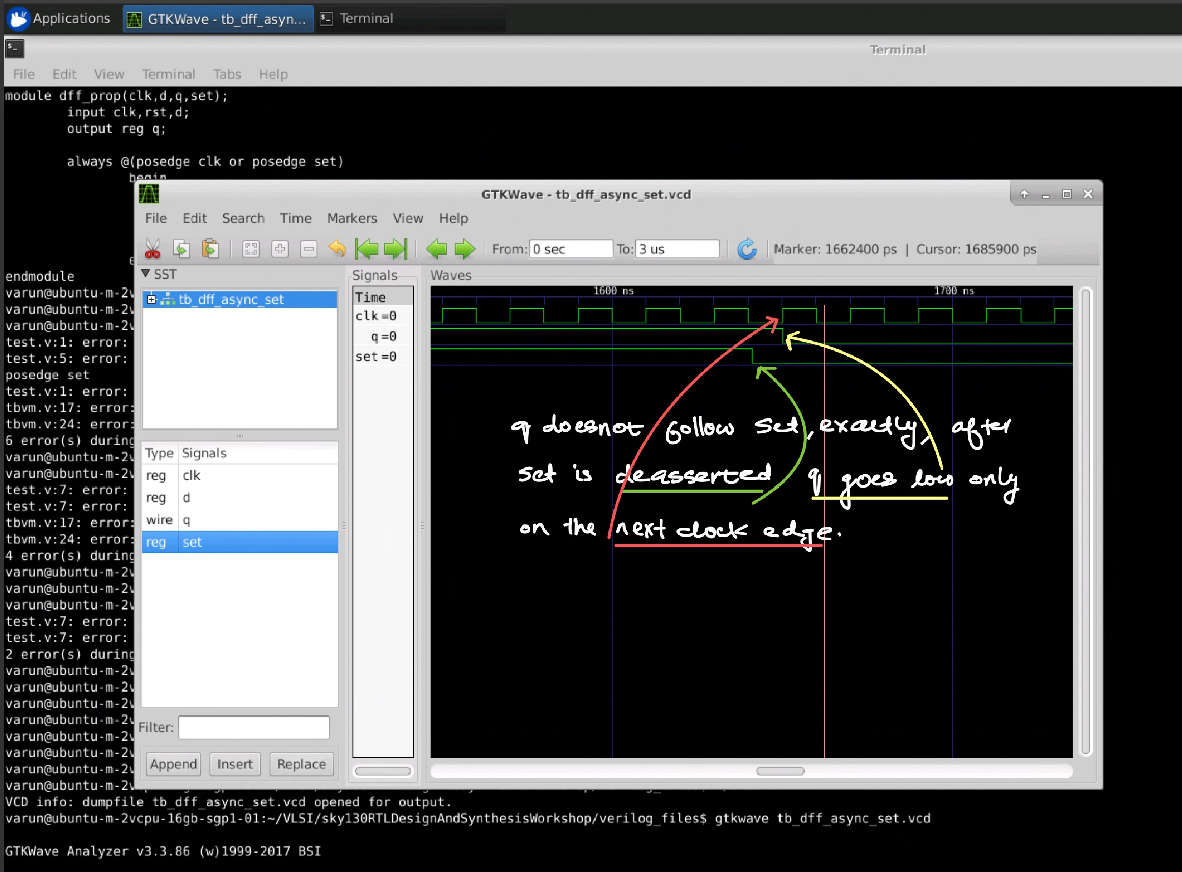 Applications
GTKWave - tb_dff_asyn...
Terminal
Terminal
File Edit View Terminal Tabs Help
module dff_prop(clk,d,q,set);
input clk,rst,d;
output reg q;
always @(posedge clk or posedge set)
begin
endmodule
varun@ubuntu-m-2v
varun@ubuntu-m-2v
varun@ubuntu-m-2v
test.v:1: error:
test.v:5: error:
posedge set
test.v:1: error:
tbvm.v:17: error:
tbvm.v:24: error:
6 error(s) during
varun@ubuntu-m-2v
varun@ubuntu-m-2v
test.v:7: error:
test.v:7: error:
tbvm.v:17: error:
tbvm.v:24: error:
4 error(s) during
varun@ubuntu-m-2v
varun@ubuntu-m-2v
varun@ubuntu-m-2v
test.v:7: error:
test.v:7: error:
2 error(s) during
varun@ubuntu-m-2v
varun@ubuntu-m-2v
varun@ubuntu-m-2v
varun@ubuntu-m-2v
varun@ubuntu-m-2v
varun@ubuntu-m-2v
varun@ubuntu-m-2v
varun@ubuntu-m-2v
VCD info: dumpfile tb_dff_async_set.vcd opened for output.
varun@ubuntu-m-2vcpu-16gb-sgp1-01:~/VLSI/sky130RTLDesignAndSynthesisWorkshop/verilog_files$ gtkwave tb_dff_async_set.vcd
GTKWave Analyzer v3.3.86 (w)1999-2017 BSI
GTKWave - tb_dff_async_set.vcd
File Edit Search Time Markers View Help
From: 0 sec To: 3 us Marker: 1662400 ps | Cursor: 1685900 ps
SST
tb_dff_async_set
Type Signals
reg clk
reg d
wire q
reg set
Filter:
Append Insert Replace
Signals
Time
clk=0
q=0
set=0
Waves
1600 ns 1700 ns
q doesnot follow set, exactly, after
set is deasserted q goes low only
on the next clock edge.